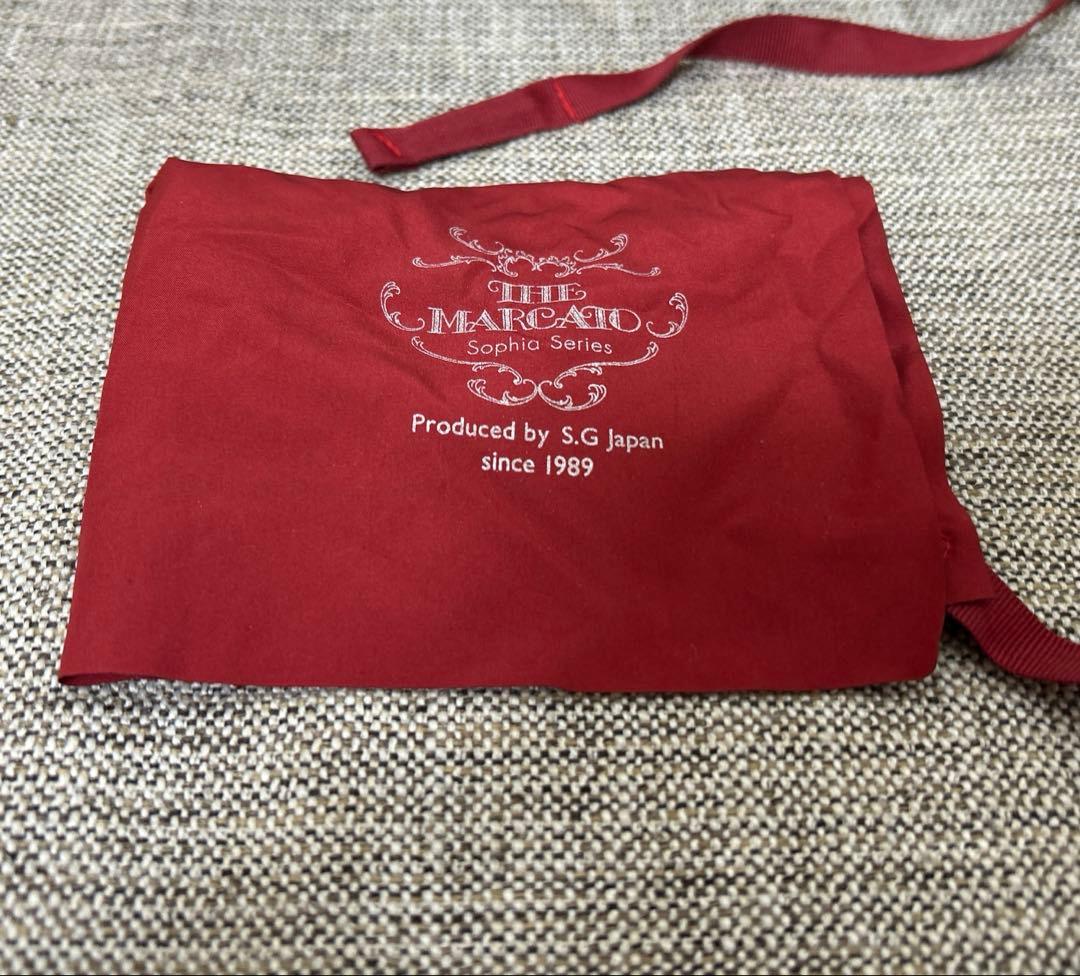 THE
MARCATO
Sophia Series
Produced by S.G Japan
since 1989